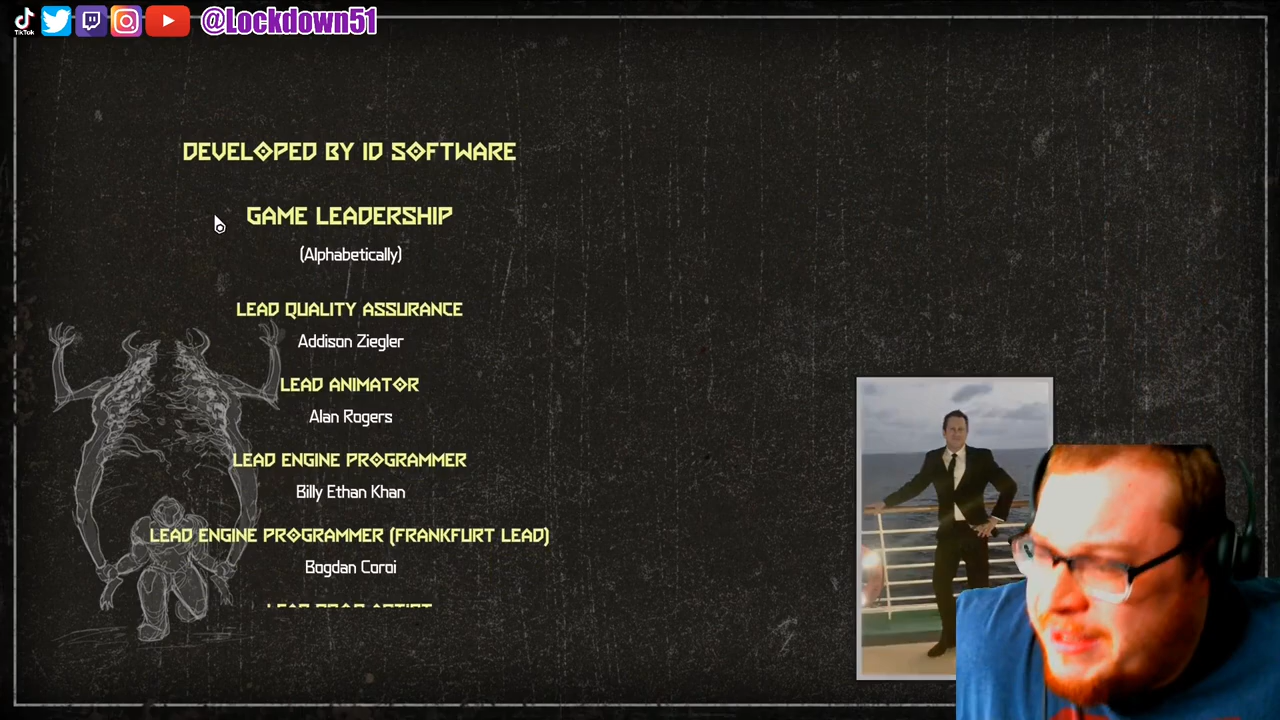 TikTok
@Lockdown51
DEVELOPED BY ID SOFTWARE
GAME LEADERSHIP
(Alphabetically)
LEAD QUALITY ASSURANCE
Addison Ziegler
LEAD ANIMATOR
Alan Rogers
LEAD ENGINE PROGRAMMER
Billy Ethan Khan
LEAD ENGINE PROGRAMMER (FRANKFURT LEAD)
Bogdan Coroi